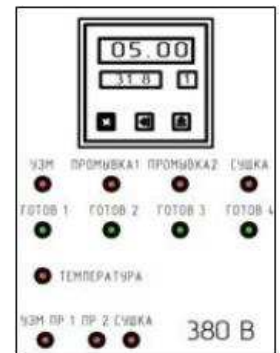 05.00
31.8 1
УЗМ ПРОМЫВКА1 ПРОМЫВКА2 СУШКА
ГОТОВ 1 ГОТОВ 2 ГОТОВ 3 ГОТОВ 4
ТЕМПЕРАТУРА
УЗМ ПР 1 ПР 2 СУШКА
380 В